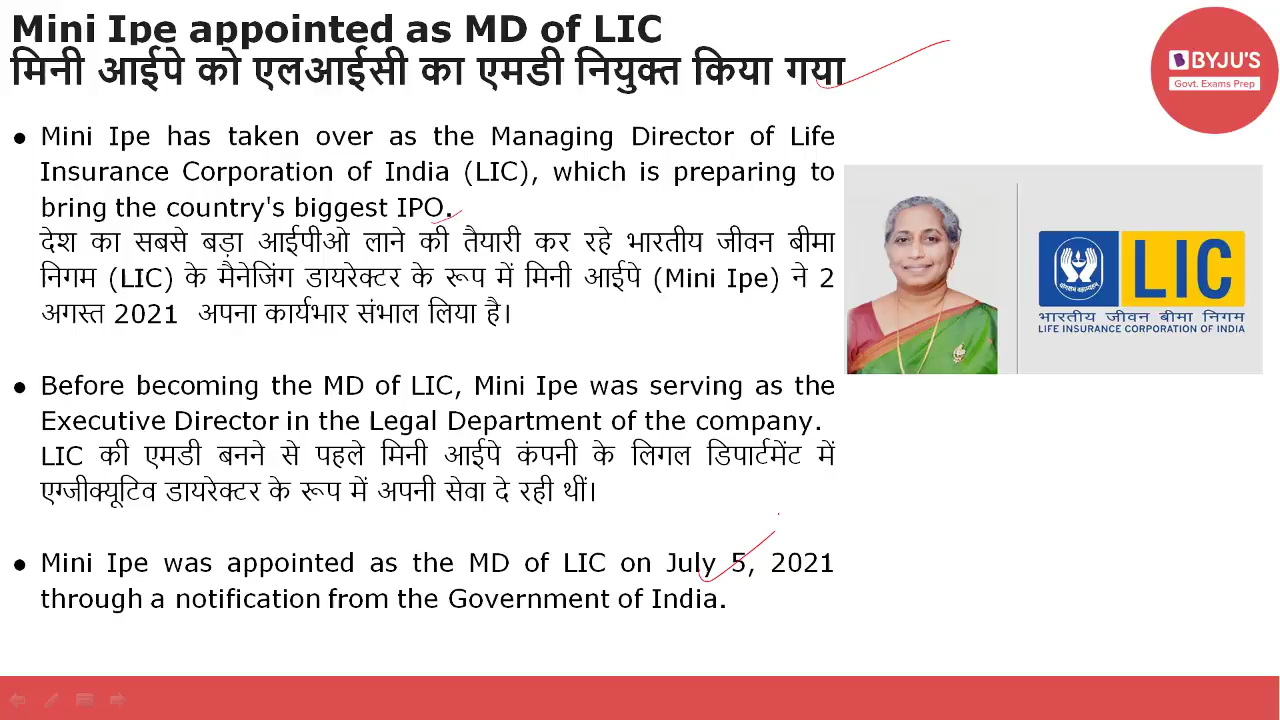 Mini Ipe appointed as MD of LIC
मिनी आईपे को एलआईसी का एमडी नियुक्त किया गया
BYJU'S
Govt. Exams Prep
● Mini Ipe has taken over as the Managing Director of Life
Insurance Corporation of India (LIC), which is preparing to
bring the country's biggest IPO.
देश का सबसे बड़ा आईपीओ लाने की तैयारी कर रहे भारतीय जीवन बीमा
निगम (LIC) के मैनेजिंग डायरेक्टर के रूप में मिनी आईपे (Mini Ipe) ने 2
अगस्त 2021 अपना कार्यभार संभाल लिया है।
● Before becoming the MD of LIC, Mini Ipe was serving as the
Executive Director in the Legal Department of the company.
LIC की एमडी बनने से पहले मिनी आईपे कंपनी के लिगल डिपार्टमेंट में
एग्जीक्यूटिव डायरेक्टर के रूप में अपनी सेवा दे रही थीं।
● Mini Ipe was appointed as the MD of LIC on July 5, 2021
through a notification from the Government of India.
LIC
भारतीय जीवन बीमा निगम
LIFE INSURANCE CORPORATION OF INDIA